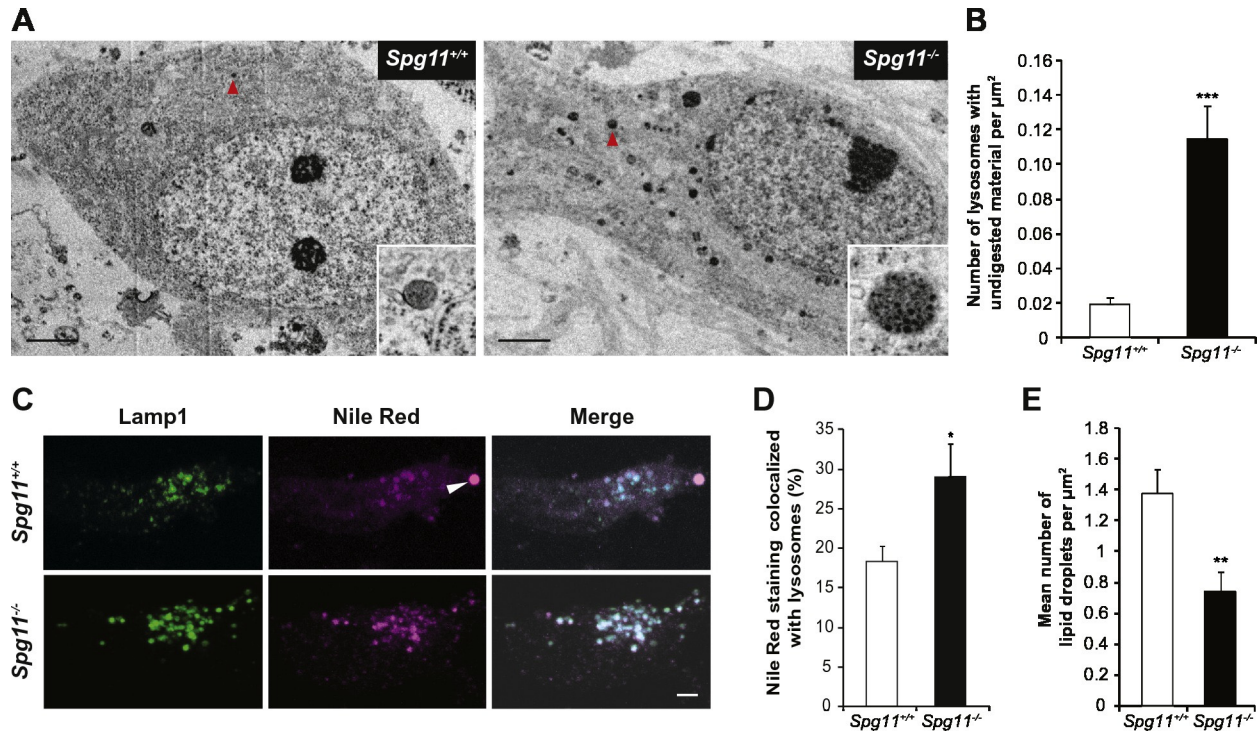 A
Spg11+/+
Spg11-/-
B
Number of lysosomes with
undigested material per µm²
0.16
0.14
0.12
0.10
0.08
0.06
0.04
0.02
0
***
Spg11+/+
Spg11-/-
C
Lamp1
Nile Red
Merge
Spg11+/+
Spg11-/-
D
Nile Red staining colocalized
with lysosomes (%)
35
30
25
20
15
10
5
0
*
Spg11+/+
Spg11-/-
E
Mean number of
lipid droplets per µm²
1.8
1.6
1.4
1.2
1
0.8
0.6
0.4
0.2
0
**
Spg11+/+
Spg11-/-